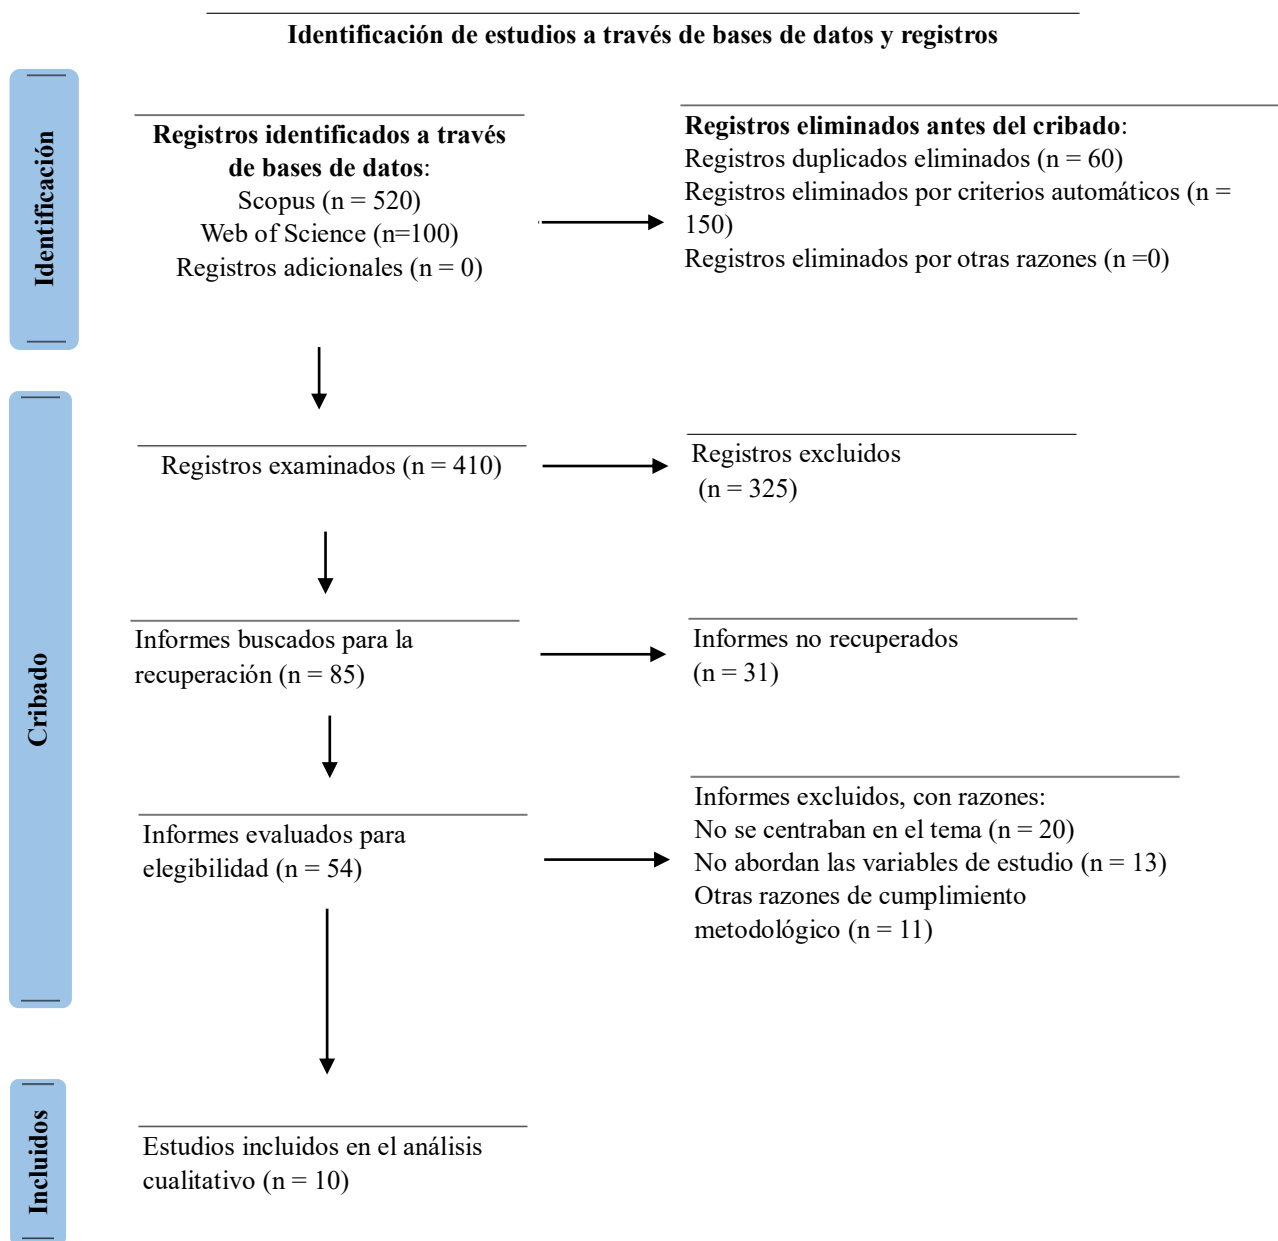 Identificación de estudios a través de bases de datos y registros
Identificación
Registros identificados a través
de bases de datos:
Scopus (n = 520)
Web of Science (n=100)
Registros adicionales (n = 0)
Registros eliminados antes del cribado:
Registros duplicados eliminados (n = 60)
Registros eliminados por criterios automáticos (n =
150)
Registros eliminados por otras razones (n =0)
Cribado
Registros examinados (n = 410)
Registros excluidos
(n = 325)
Informes buscados para la
recuperación (n = 85)
Informes no recuperados
(n = 31)
Informes evaluados para
elegibilidad (n = 54)
Informes excluidos, con razones:
No se centraban en el tema (n = 20)
No abordan las variables de estudio (n = 13)
Otras razones de cumplimiento
metodológico (n = 11)
Incluidos
Estudios incluidos en el análisis
cualitativo (n = 10)